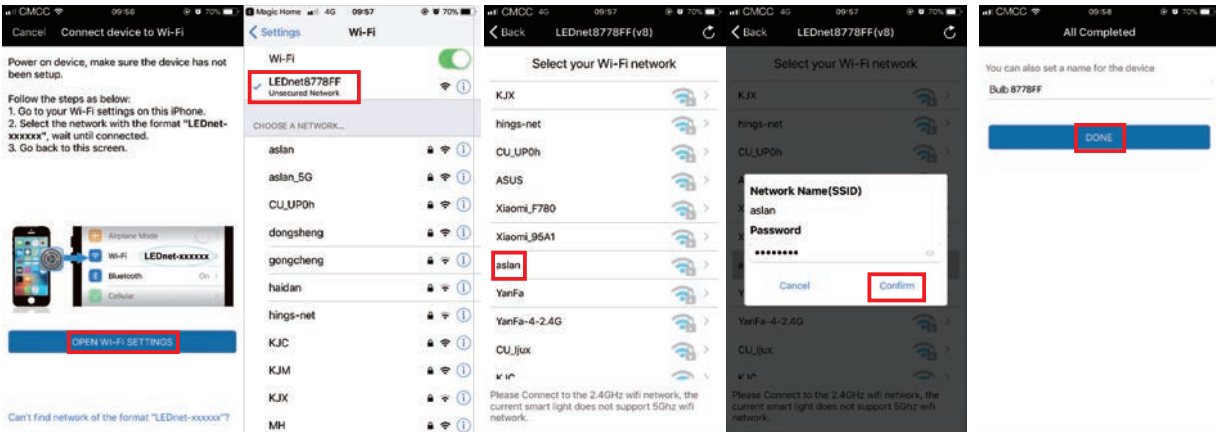 CMCC 09:56 70%
Cancel Connect device to Wi-Fi
Power on device, make sure the device has not
been setup.
Follow the steps as below:
1. Go to your Wi-Fi settings on this iPhone.
2. Select the network with the format "LEDnet-
xxxxxx", wait until connected.
3. Go back to this screen.
Airplane Mode
Wi-Fi LEDnet-xxxxxx
Bluetooth On
Cellular
OPEN WI-FI SETTINGS
Can't find network of the format "LEDnet-xxxxxx"?
Magic Home 4G 09:57 70%
Settings Wi-Fi
Wi-Fi
LEDnet8778FF
Unsecured Network
CHOOSE A NETWORK...
aslan
aslan_5G
CU_UP0h
dongsheng
gongcheng
haidan
hings-net
KJC
KJM
KJX
MH
CMCC 4G 09:57 70%
Back LEDnet8778FF(v8)
Select your Wi-Fi network
KJX
hings-net
CU_UP0h
ASUS
Xiaomi_F780
Xiaomi_95A1
aslan
YanFa
YanFa-4-2.4G
CU_ljux
KJC
Please Connect to the 2.4GHz wifi network, the
current smart light does not support 5Ghz wifi
network.
CMCC 4G 09:57 70%
Back LEDnet8778FF(v8)
Select your Wi-Fi network
KJX
hings-net
CU_UP0h
Network Name(SSID)
aslan
Password
••••••••
Cancel Confirm
YanFa-4-2.4G
CU_ljux
KJC
Please Connect to the 2.4GHz wifi network, the
current smart light does not support 5Ghz wifi
network.
CMCC 09:58 70%
All Completed
You can also set a name for the device
Bulb 8778FF
DONE